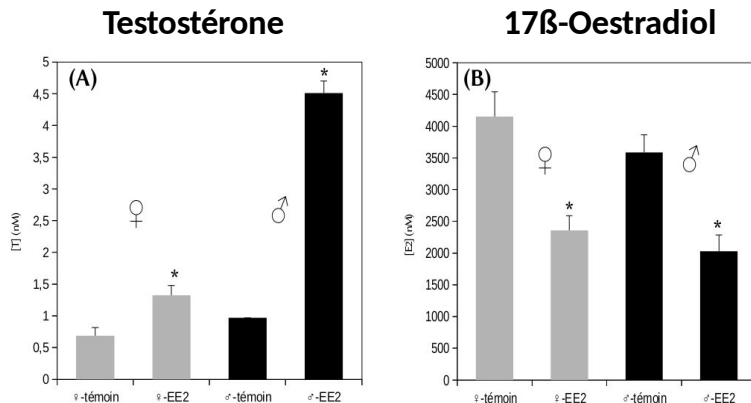 Testostérone
17ß-Oestradiol
(A)
[T] (nM)
5
4,5
4
3,5
3
2,5
2
1,5
1
0,5
0
♀
♂
*
*
♀-témoin
♀-EE2
♂-témoin
♂-EE2
(B)
[E2] (nM)
5000
4500
4000
3500
3000
2500
2000
1500
1000
500
0
♀
♂
*
*
♀-témoin
♀-EE2
♂-témoin
♂-EE2